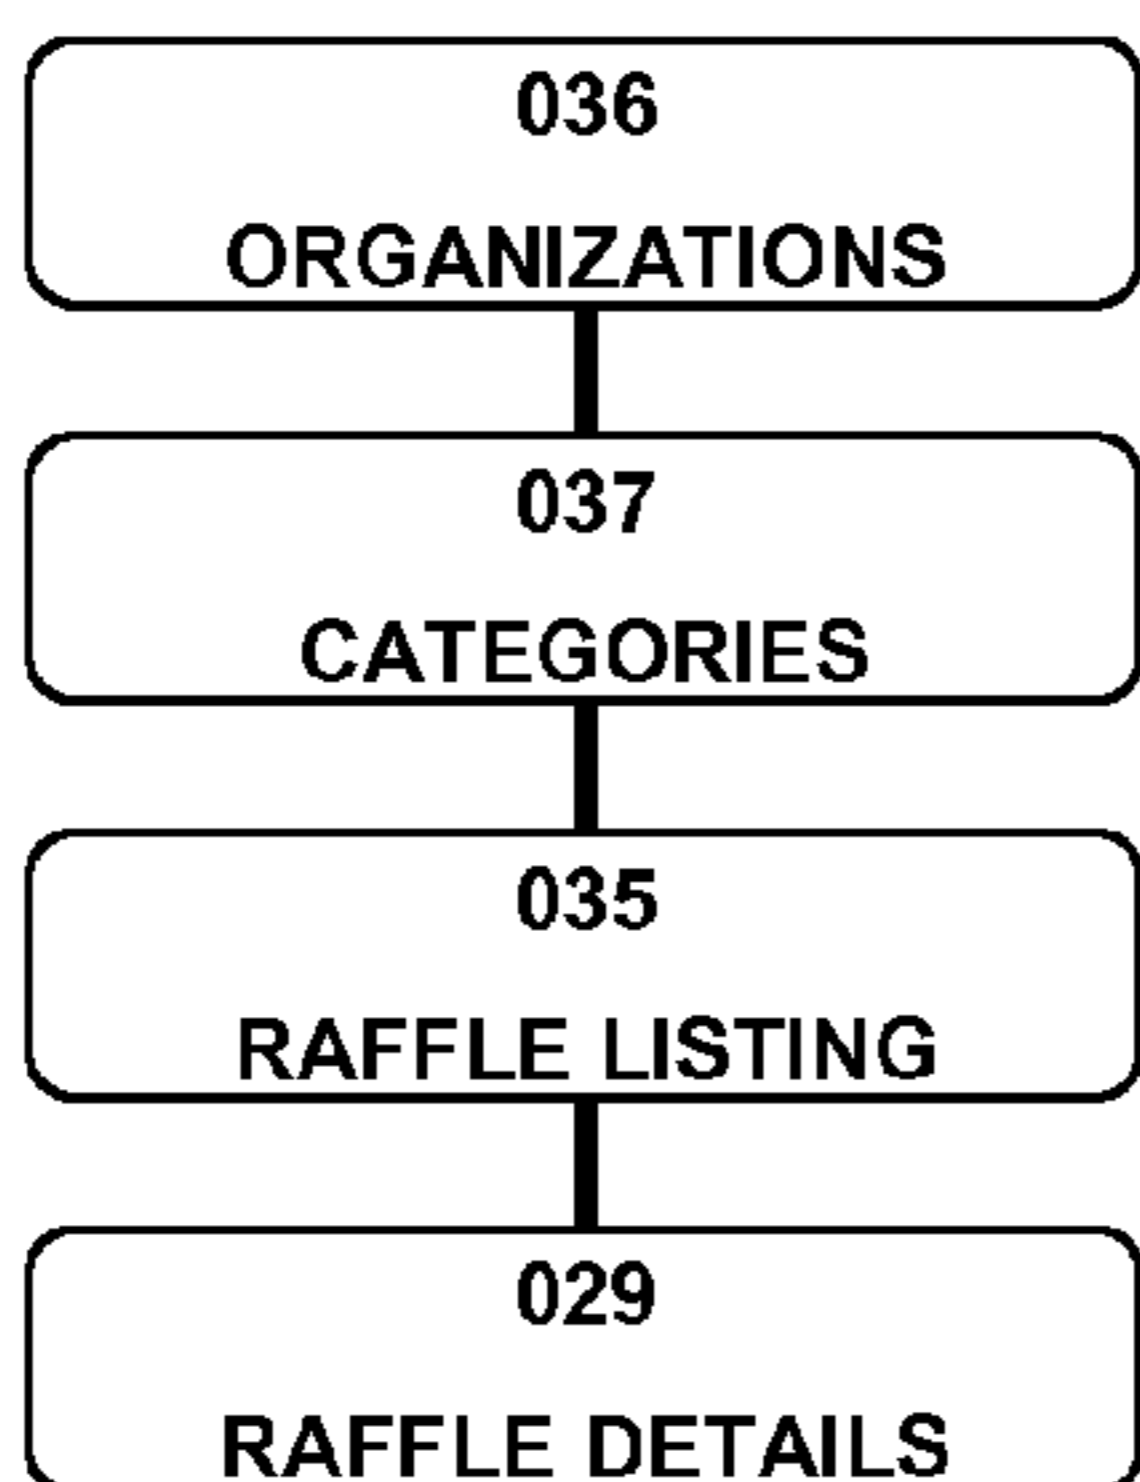 036
ORGANIZATIONS
037
CATEGORIES
035
RAFFLE LISTING
029
RAFFLE DETAILS